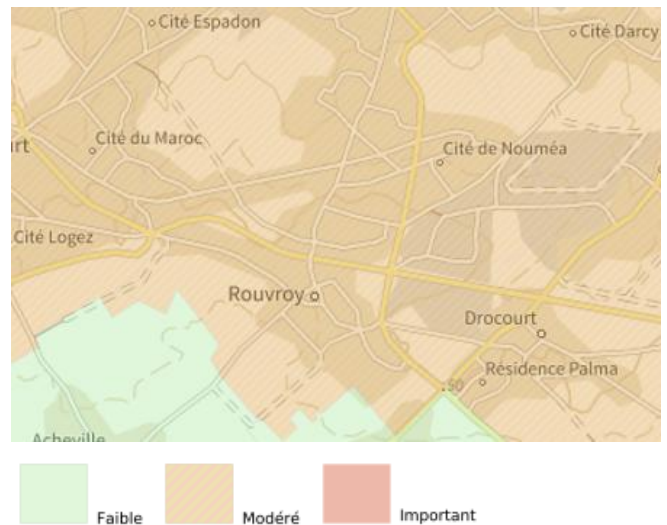 Cité Espadon
Cité Darcy
Cité du Maroc
Cité de Nouméa
Cité Logez
Rouvroy
Drocourt
Résidence Palma
50
Acheville
Faible
Modéré
Important